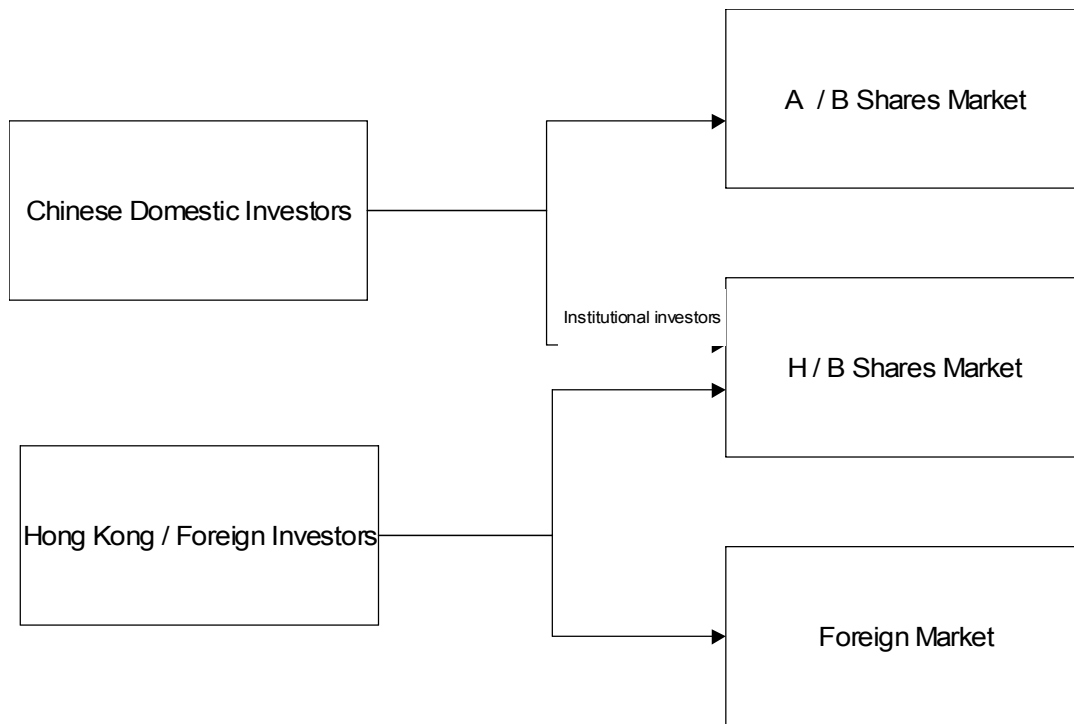 A / B Shares Market
Chinese Domestic Investors
Institutional investors
H / B Shares Market
Hong Kong / Foreign Investors
Foreign Market